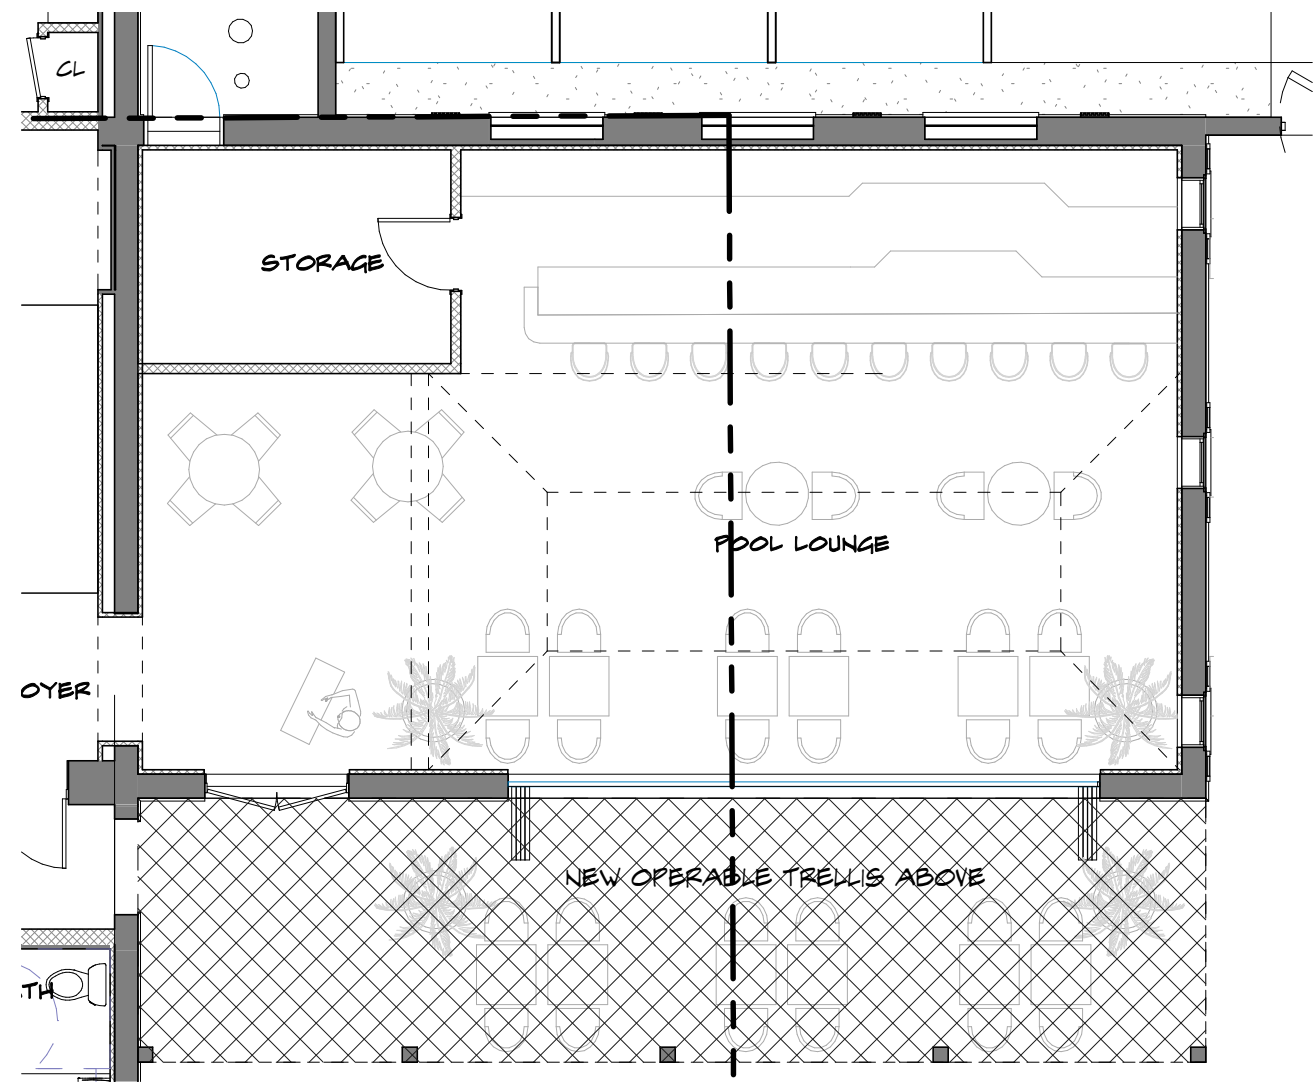 CL
STORAGE
POOL LOUNGE
OYER
NEW OPERABLE TRELLIS ABOVE
TH